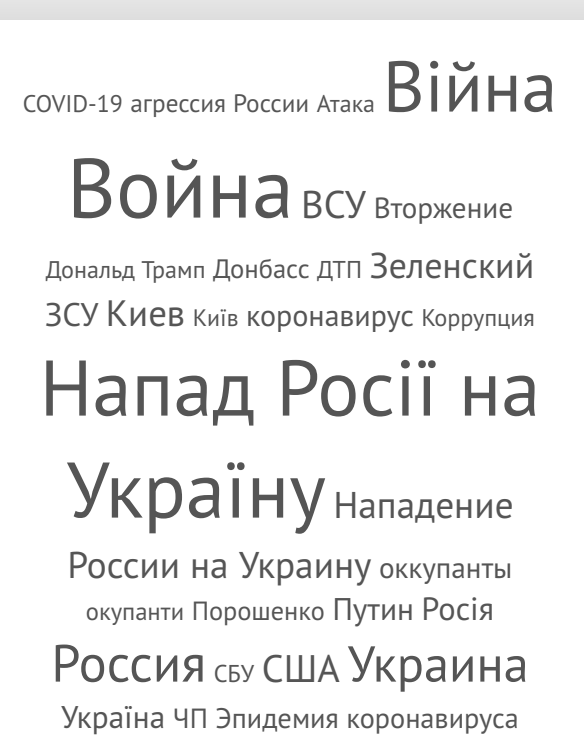 COVID-19 агрессия России Атака Війна
Война ВСУ Вторжение
Дональд Трамп Донбасс ДТП Зеленский
ЗСУ Киев Київ коронавирус Коррупция
Напад Росії на
Україну Нападение
России на Украину оккупанты
окупанти Порошенко Путин Росія
Россия СБУ США Украина
Україна ЧП Эпидемия коронавируса